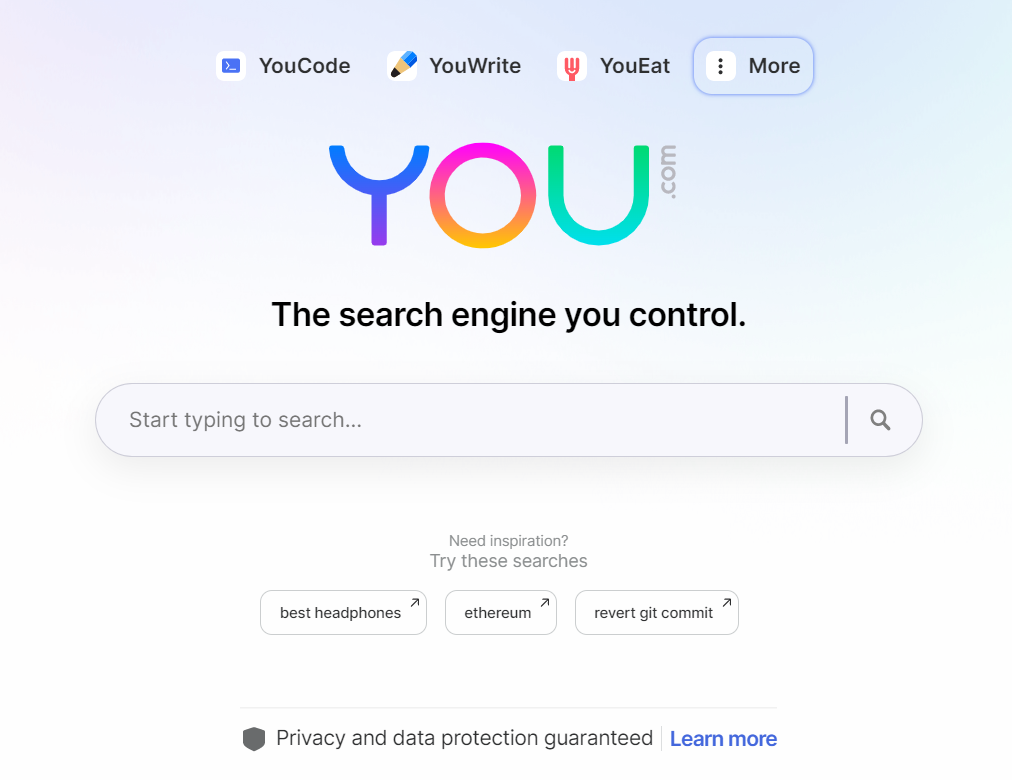 YouCode YouWrite YouEat More
YOU.com
The search engine you control.
Start typing to search...
Need inspiration?
Try these searches
best headphones ethereum revert git commit
Privacy and data protection guaranteed Learn more